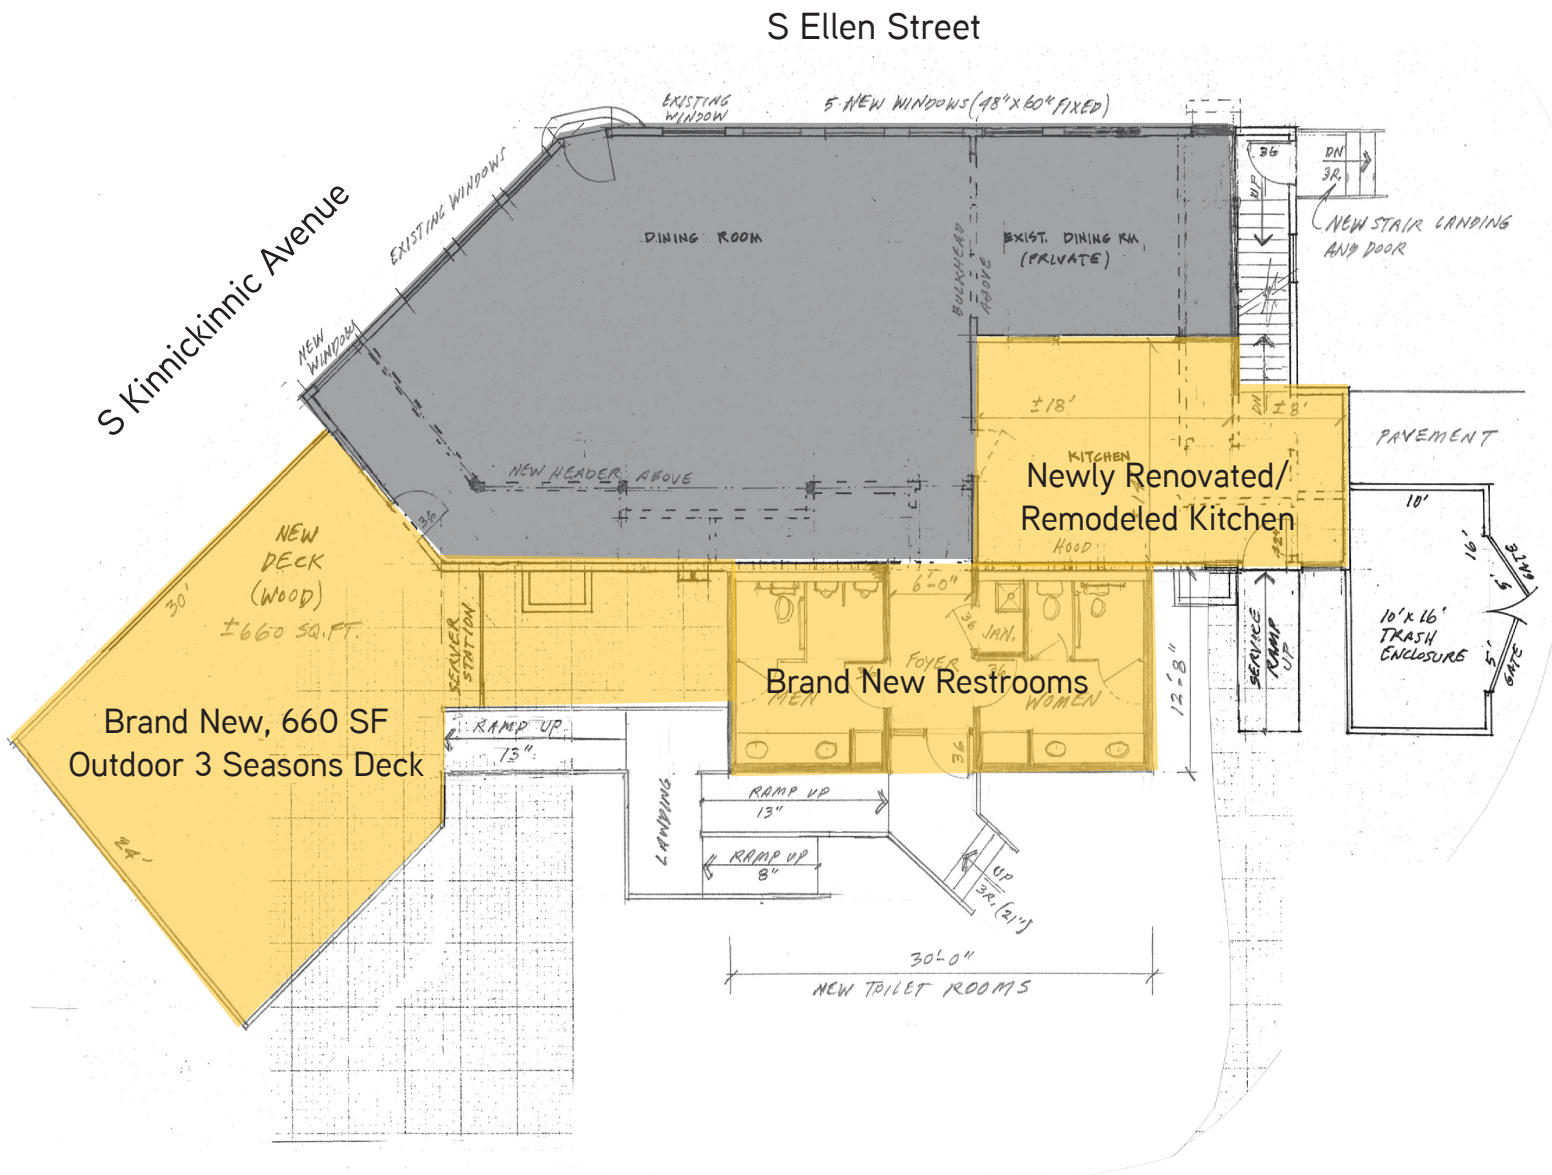 S Ellen Street
EXISTING
WINDOW
5-NEW WINDOWS (48"X60" FIXED)
EXISTING WINDOWS
S Kinnickinnic Avenue
NEW
WINDOW
DINING ROOM
BULKHEAD
ABOVE
EXIST. DINING RM
(PRIVATE)
36
UP
DN
3R.
NEW STAIR LANDING
AND DOOR
±18'
DN
±8'
PAVEMENT
KITCHEN
Newly Renovated/
Remodeled Kitchen
HOOD
NEW HEADER ABOVE
36
NEW
DECK
(WOOD)
±660 SQ.FT.
30'
24'
Brand New, 660 SF
Outdoor 3 Seasons Deck
SERVER
STATION
6'-0"
36
JAN.
FOYER
36
MEN
WOMEN
Brand New Restrooms
36
12'-8"
SERVICE
RAMP
UP
10'
16'
5'
GATE
10'X16'
TRASH
ENCLOSURE
5'
GATE
RAMP UP
13"
LANDING
RAMP UP
13"
RAMP UP
8"
UP
3R. (21")
30'-0"
NEW TOILET ROOMS